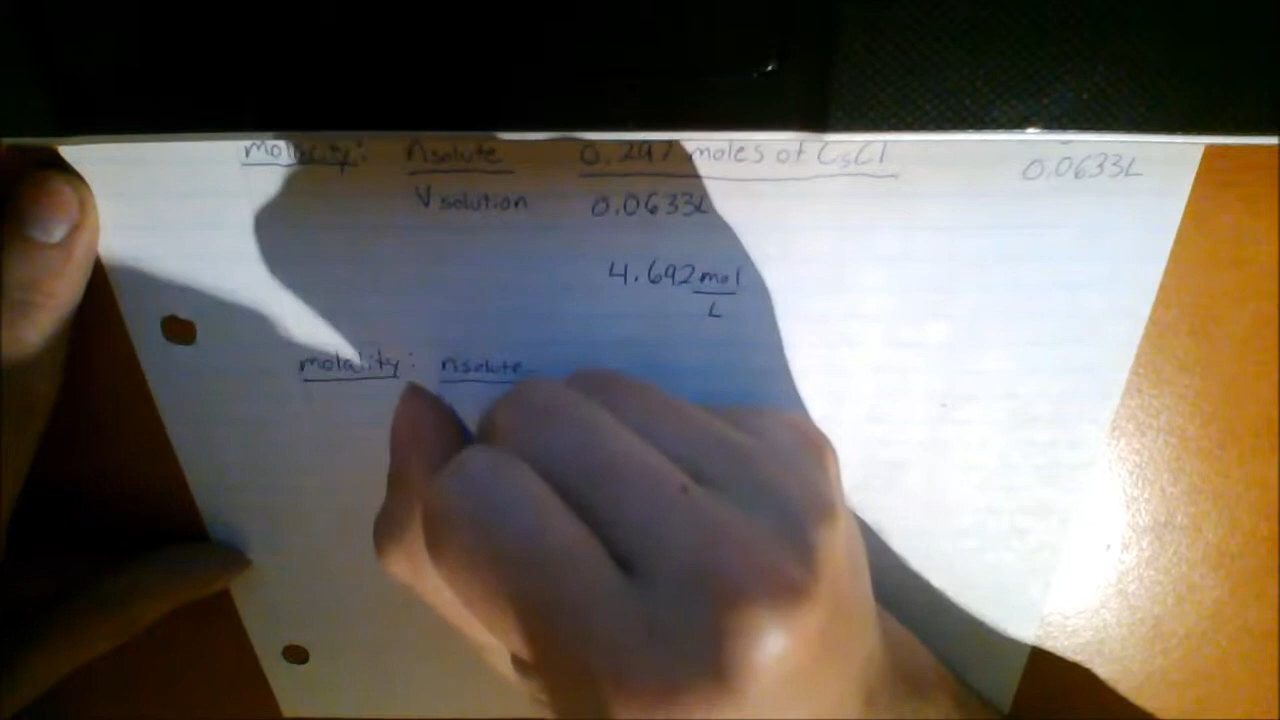 Molarity: nsolute 0.297 moles of CsCl 0.0633L
Vsolution 0.0633L
4.692 mol
L
molality: nsolute